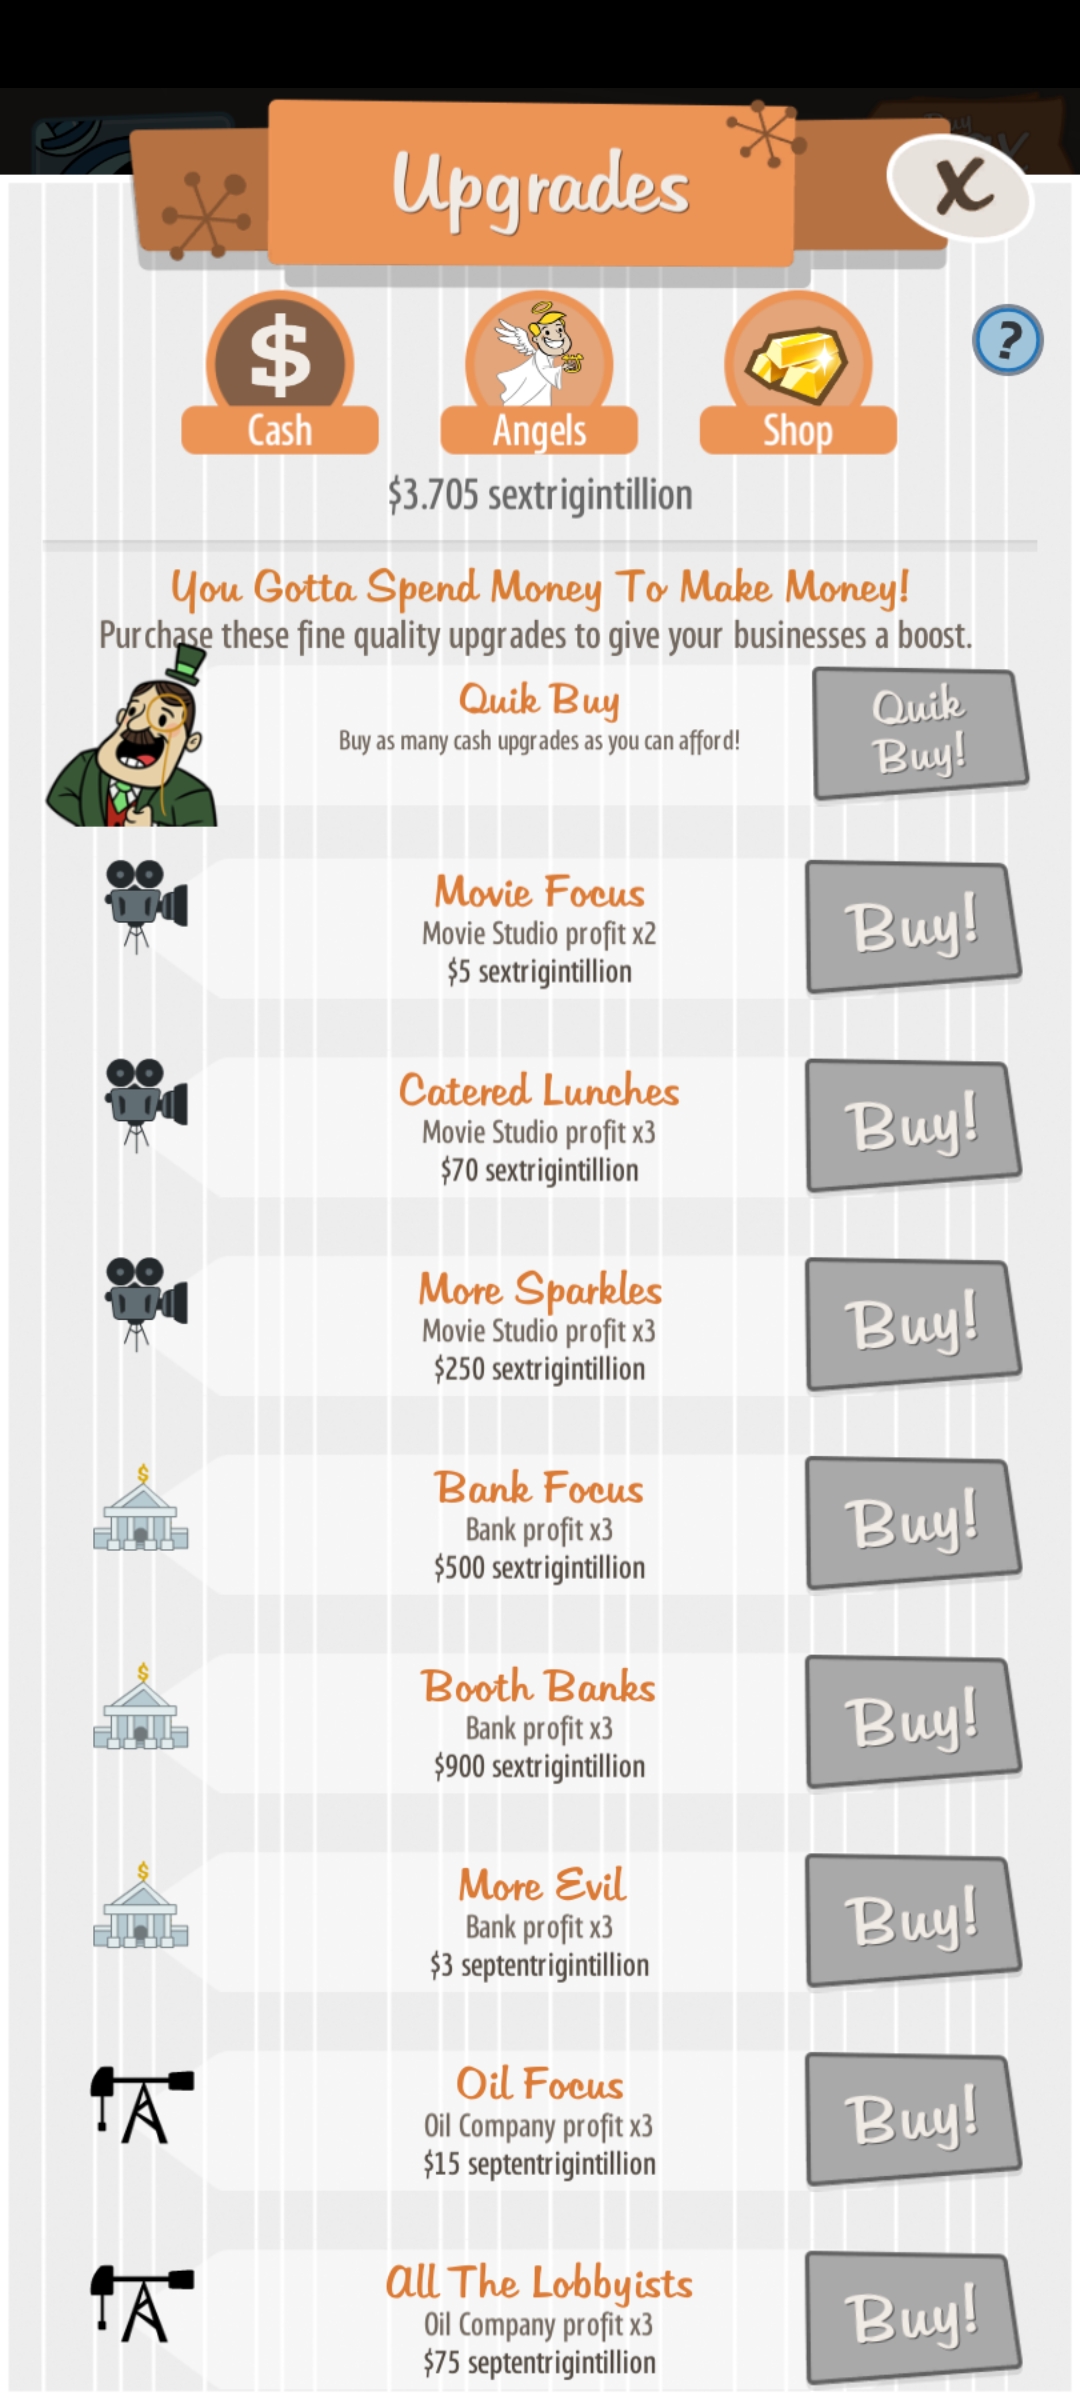 Upgrades
X
?
$
Cash
Angels
Shop
$3.705 sextrigintillion
You Gotta Spend Money To Make Money!
Purchase these fine quality upgrades to give your businesses a boost.
Quik Buy
Buy as many cash upgrades as you can afford!
Quik
Buy!
Movie Focus
Movie Studio profit x2
$5 sextrigintillion
Buy!
Catered Lunches
Movie Studio profit x3
$70 sextrigintillion
Buy!
More Sparkles
Movie Studio profit x3
$250 sextrigintillion
Buy!
$
Bank Focus
Bank profit x3
$500 sextrigintillion
Buy!
$
Booth Banks
Bank profit x3
$900 sextrigintillion
Buy!
$
More Evil
Bank profit x3
$3 septentrigintillion
Buy!
Oil Focus
Oil Company profit x3
$15 septentrigintillion
Buy!
All The Lobbyists
Oil Company profit x3
$75 septentrigintillion
Buy!